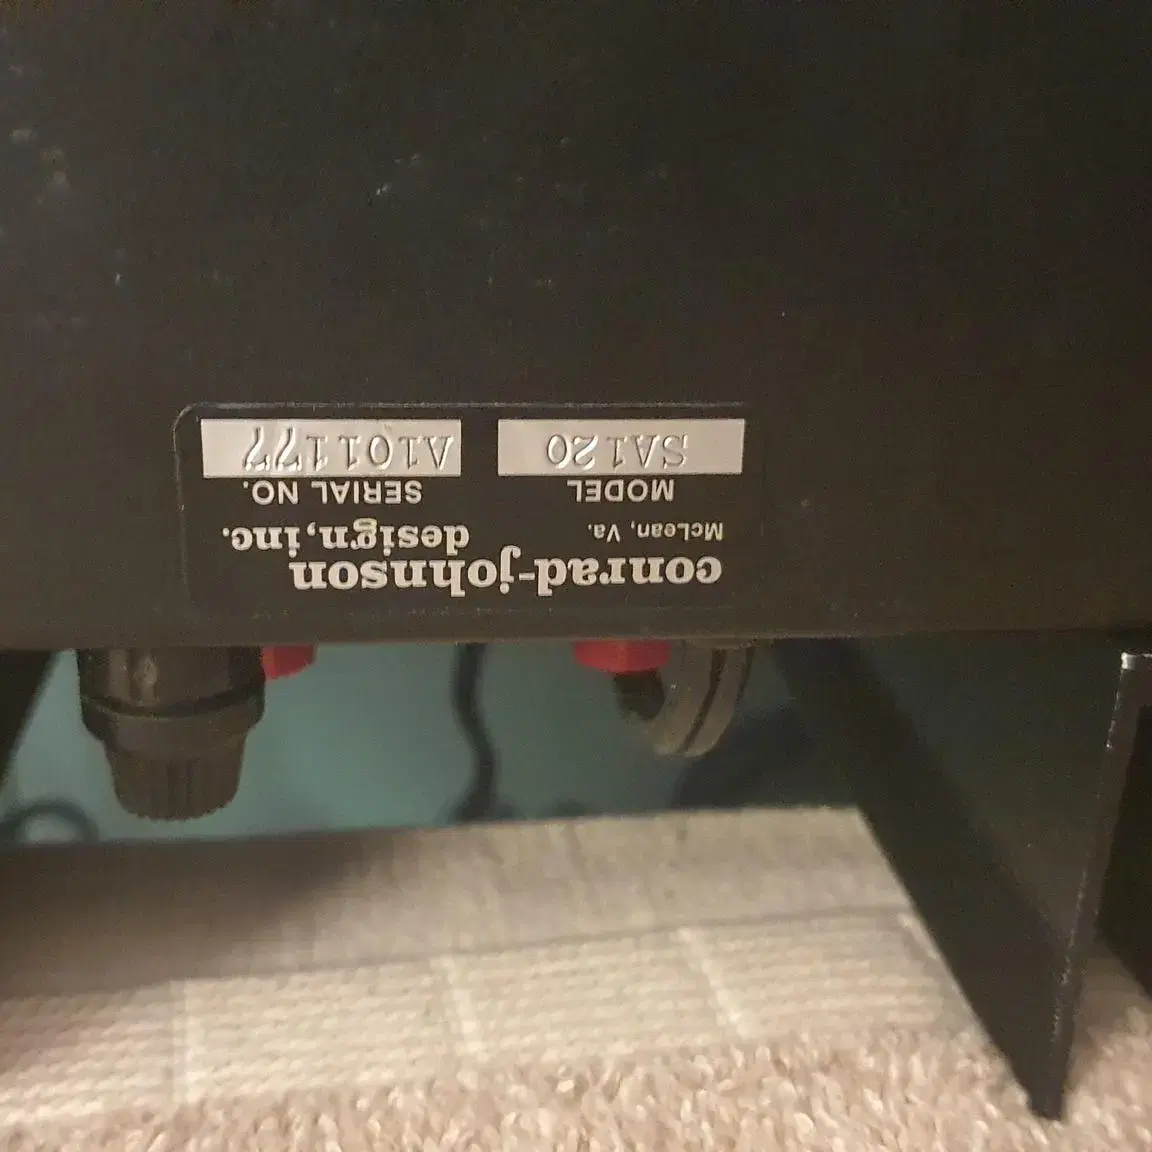 conrad-johnson
McLean, Va. design, inc.
MODEL SERIAL NO.
SA120 A101177